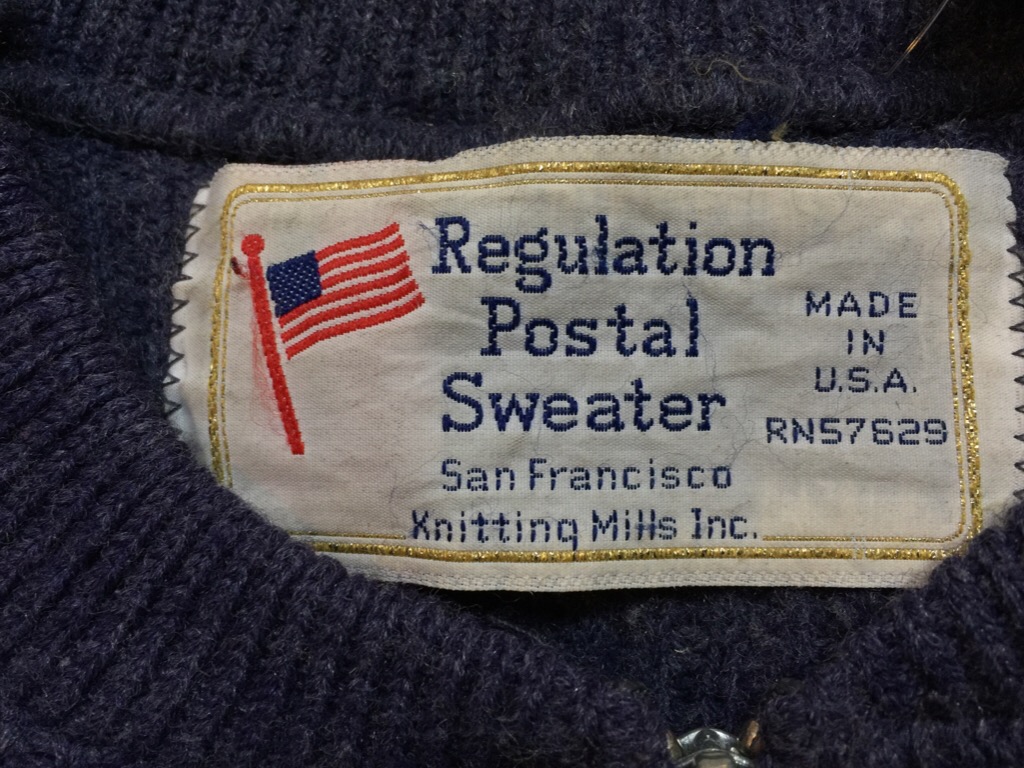 Regulation
Postal
Sweater
San Francisco
Knitting Mills Inc.
MADE
IN
U.S.A.
RN57629